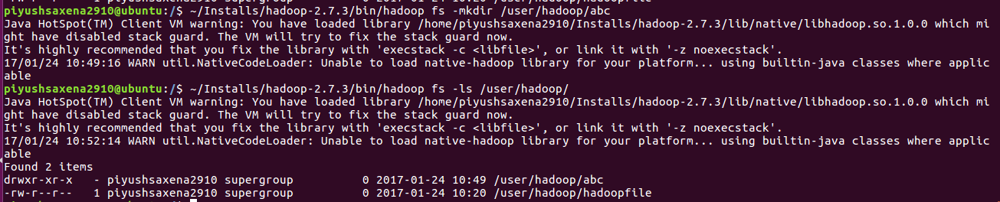 piyushsaxena2910@ubuntu:/$ ~/Installs/hadoop-2.7.3/bin/hadoop fs -mkdir /user/hadoop/abc
Java HotSpot(TM) Client VM warning: You have loaded library /home/piyushsaxena2910/Installs/hadoop-2.7.3/lib/native/libhadoop.so.1.0.0 which mi
ght have disabled stack guard. The VM will try to fix the stack guard now.
It's highly recommended that you fix the library with 'execstack -c <libfile>', or link it with '-z noexecstack'.
17/01/24 10:49:16 WARN util.NativeCodeLoader: Unable to load native-hadoop library for your platform... using builtin-java classes where applic
able
piyushsaxena2910@ubuntu:/$ ~/Installs/hadoop-2.7.3/bin/hadoop fs -ls /user/hadoop/
Java HotSpot(TM) Client VM warning: You have loaded library /home/piyushsaxena2910/Installs/hadoop-2.7.3/lib/native/libhadoop.so.1.0.0 which mi
ght have disabled stack guard. The VM will try to fix the stack guard now.
It's highly recommended that you fix the library with 'execstack -c <libfile>', or link it with '-z noexecstack'.
17/01/24 10:52:14 WARN util.NativeCodeLoader: Unable to load native-hadoop library for your platform... using builtin-java classes where applic
able
Found 2 items
drwxr-xr-x   - piyushsaxena2910 supergroup          0 2017-01-24 10:49 /user/hadoop/abc
-rw-r--r--   1 piyushsaxena2910 supergroup          0 2017-01-24 10:20 /user/hadoop/hadoopfile